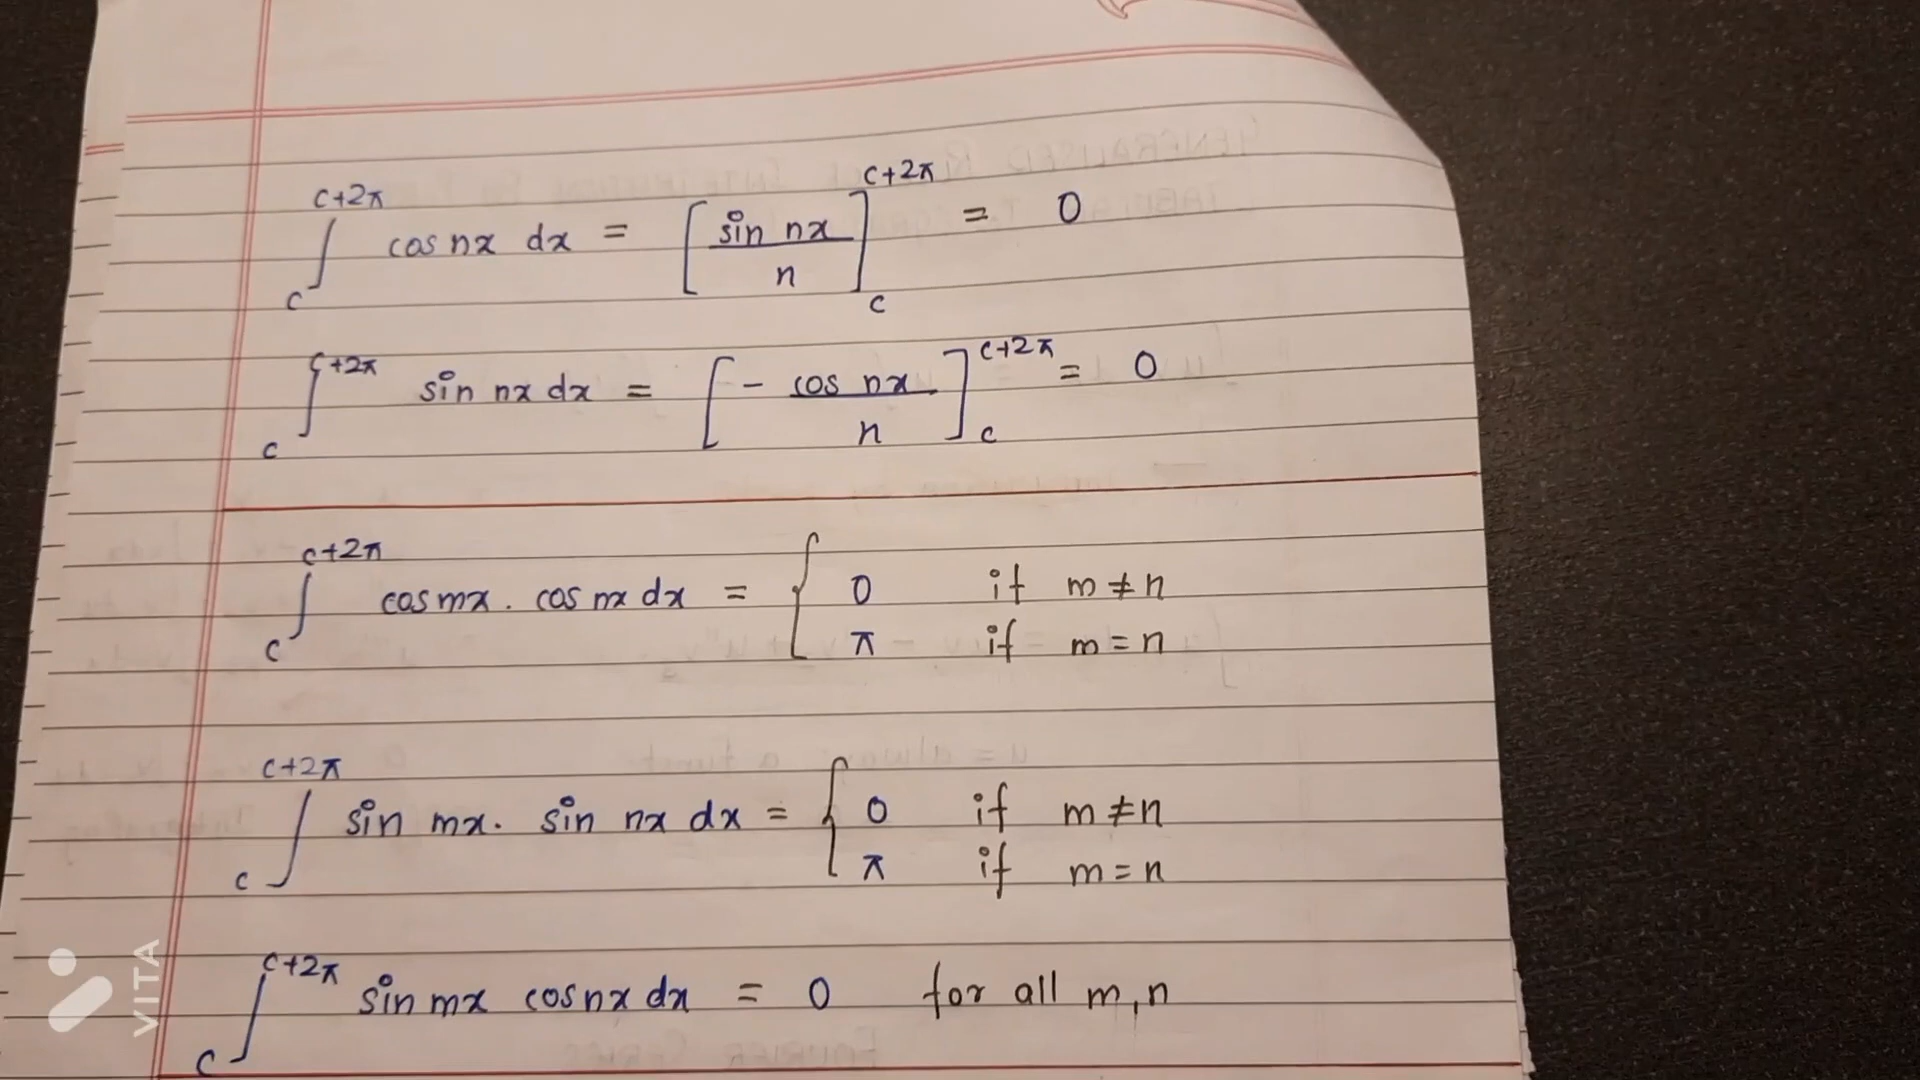 ∫_c^{c+2π} cos nx dx = [sin nx / n]_c^{c+2π} = 0
∫_c^{c+2π} sin nx dx = [- cos nx / n]_c^{c+2π} = 0
∫_c^{c+2π} cos mx . cos nx dx = { 0 if m ≠ n
π if m = n
∫_c^{c+2π} sin mx . sin nx dx = { 0 if m ≠ n
π if m = n
∫_c^{c+2π} sin mx cos nx dx = 0 for all m, n
VITA